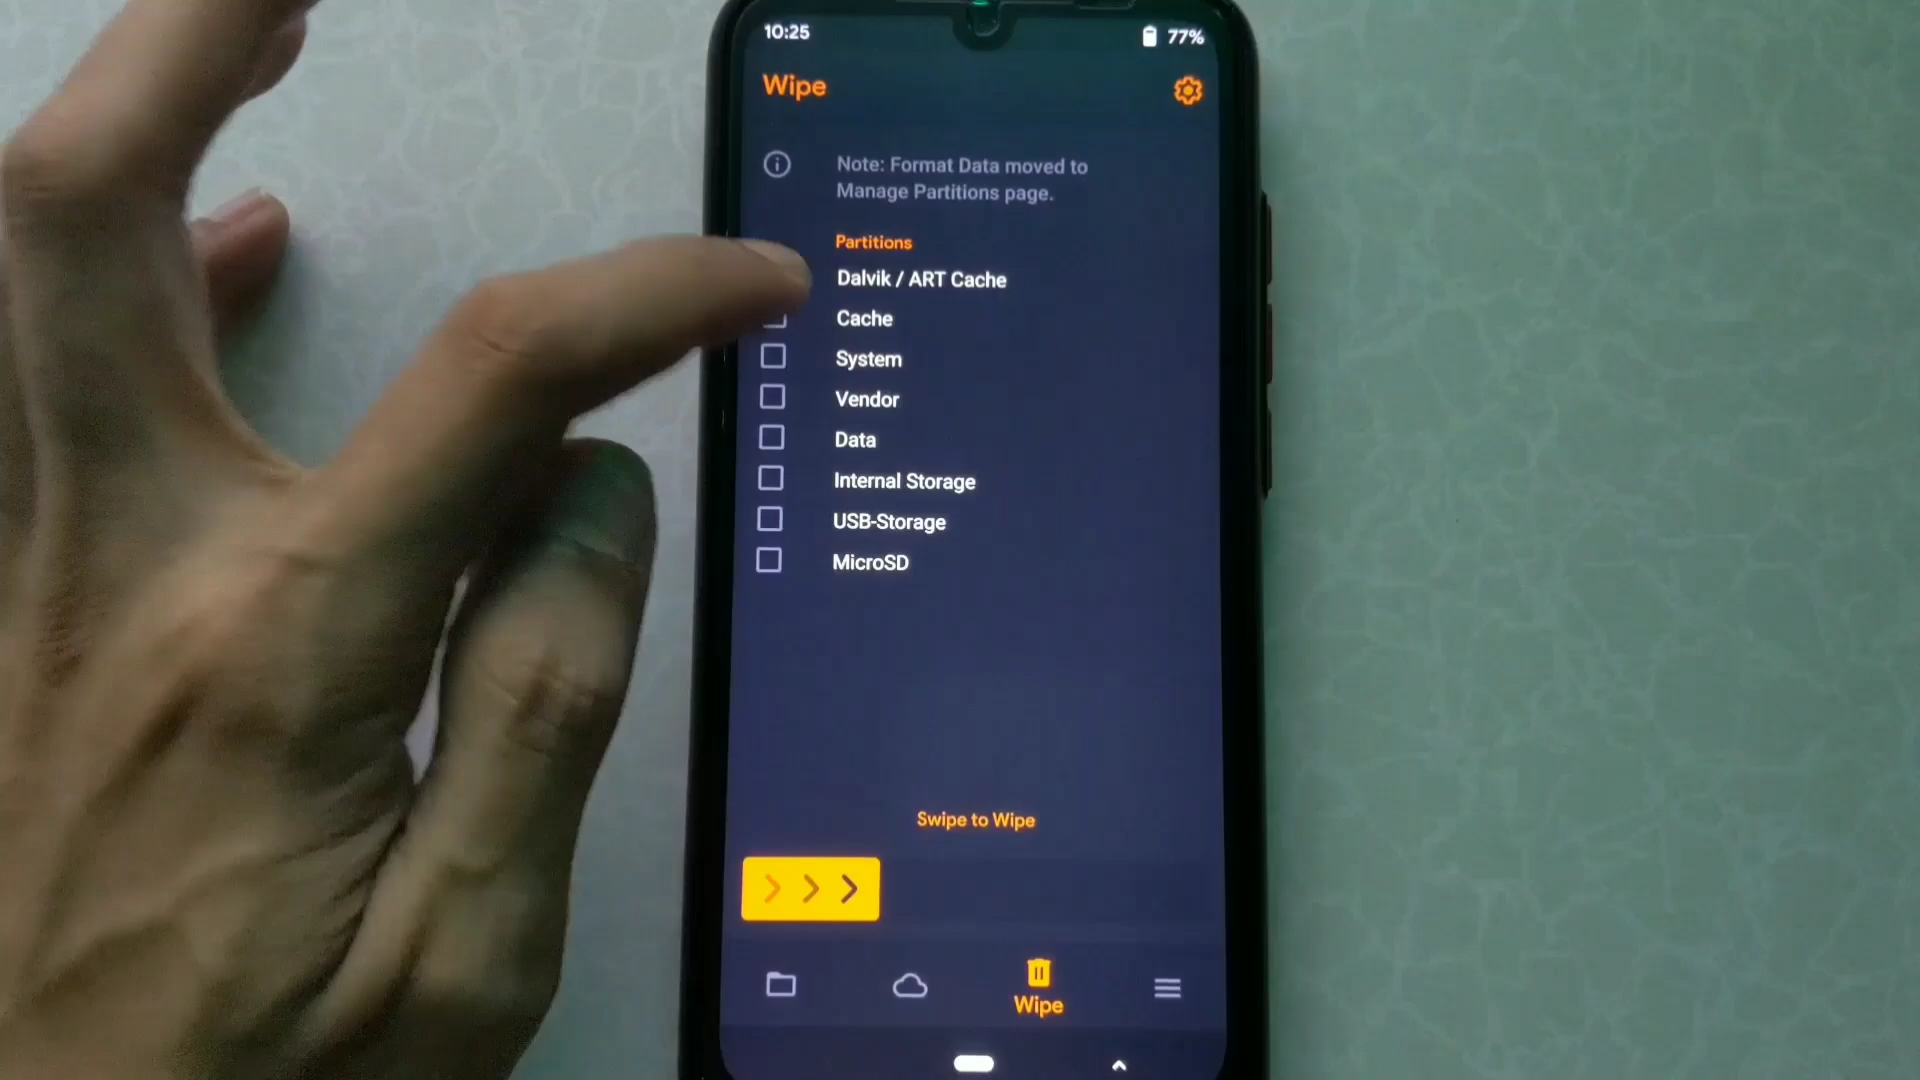 10:25
77%
Wipe
Note: Format Data moved to
Manage Partitions page.
Partitions
Dalvik / ART Cache
Cache
System
Vendor
Data
Internal Storage
USB-Storage
MicroSD
Swipe to Wipe
Wipe